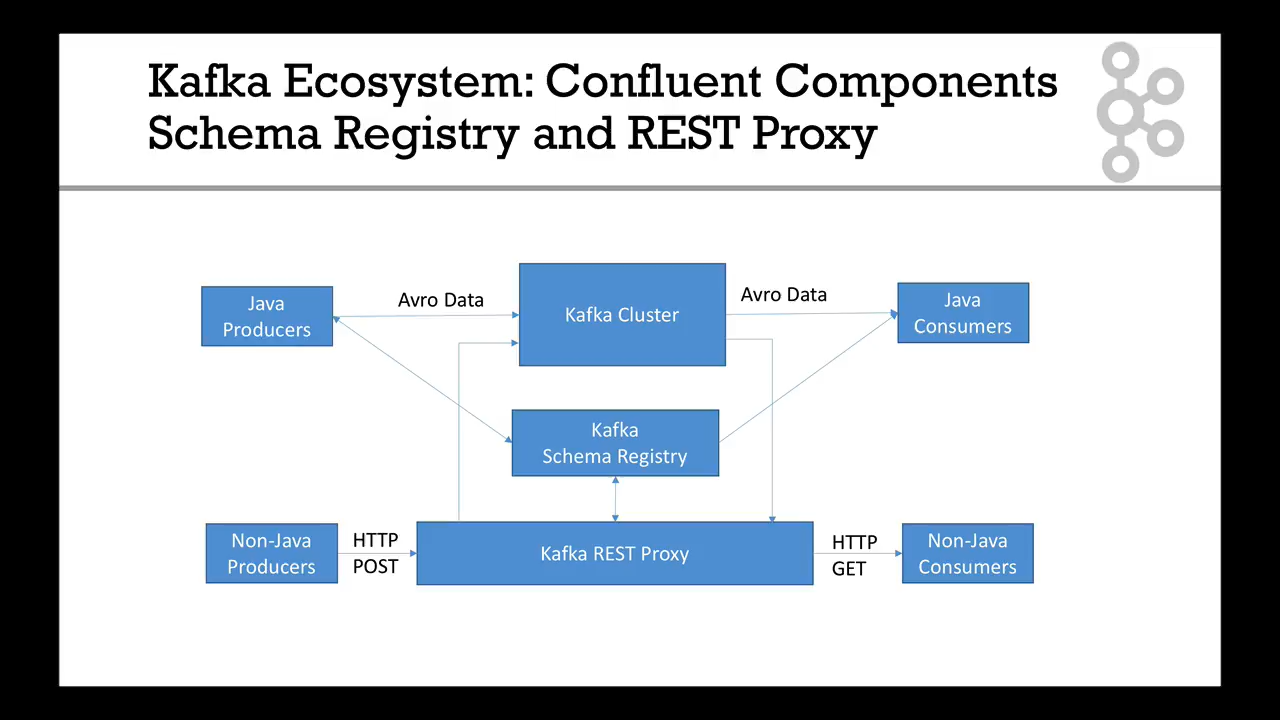 Kafka Ecosystem: Confluent Components
Schema Registry and REST Proxy
Java
Producers
Avro Data
Kafka Cluster
Avro Data
Java
Consumers
Kafka
Schema Registry
Non-Java
Producers
HTTP
POST
Kafka REST Proxy
HTTP
GET
Non-Java
Consumers